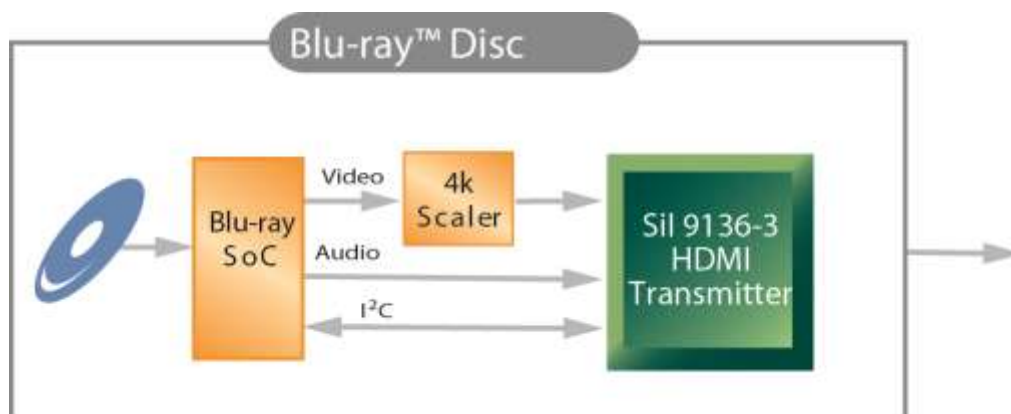 Blu-ray™ Disc
Video
4k
Scaler
Blu-ray
SoC
Audio
I²C
SiI 9136-3
HDMI
Transmitter